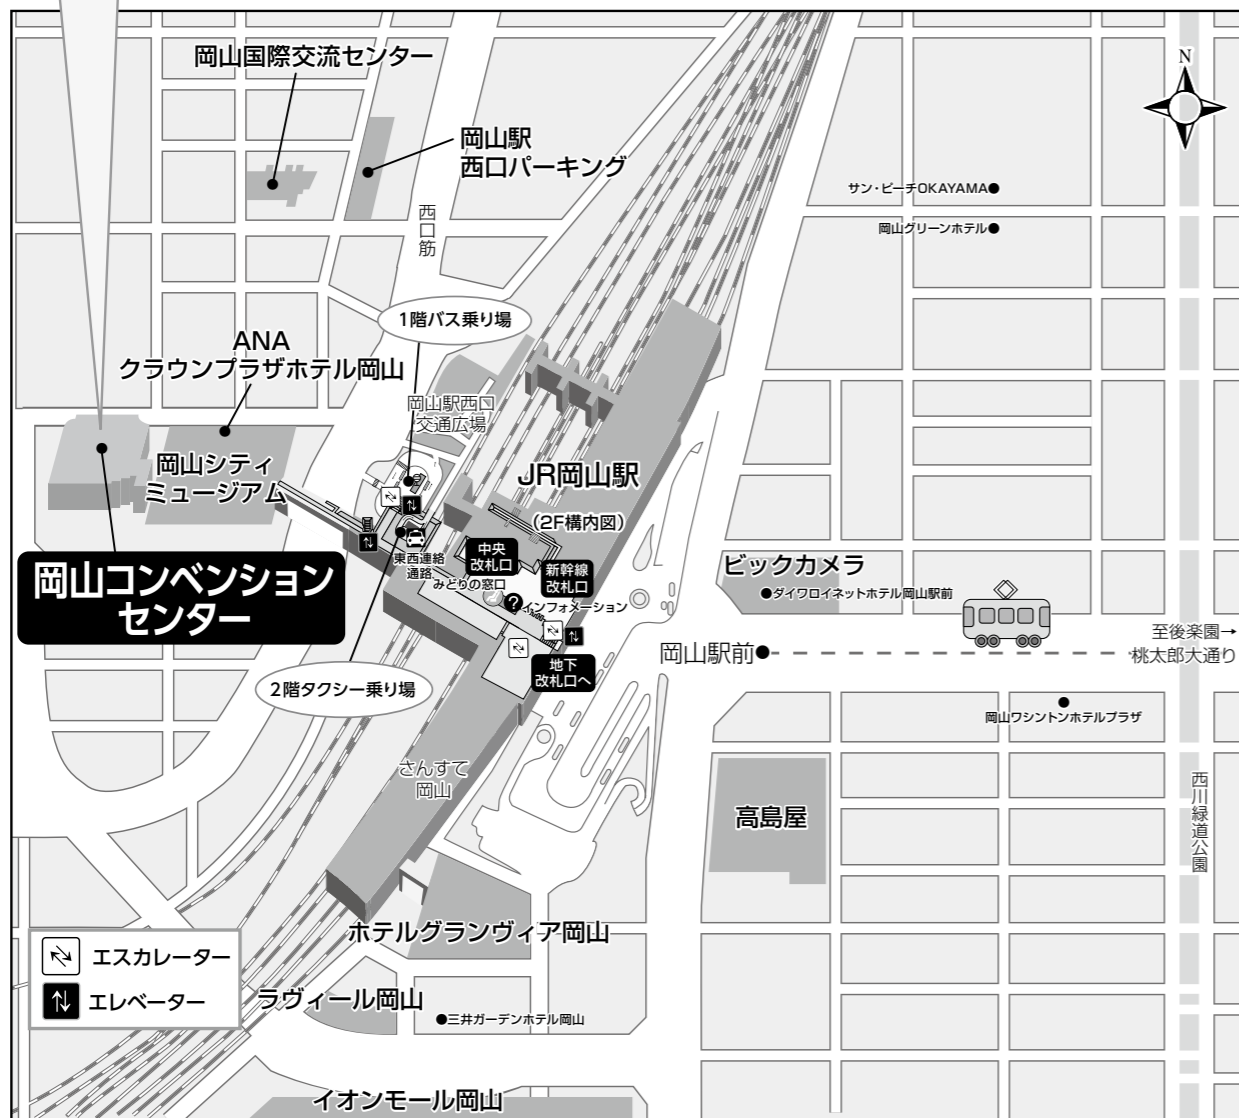 N
岡山国際交流センター
岡山駅
西口パーキング
西口筋
サン・ピーチOKAYAMA
岡山グリーンホテル
1階バス乗り場
ANA
クラウンプラザホテル岡山
岡山駅西口
交通広場
岡山シティ
ミュージアム
JR岡山駅
(2F構内図)
中央
改札口
新幹線
改札口
東西連絡
通路
みどりの窓口
?
インフォメーション
岡山コンベンション
センター
ビックカメラ
ダイワロイネットホテル岡山駅前
至後楽園→
岡山駅前
桃太郎大通り
地下
改札口へ
2階タクシー乗り場
岡山ワシントンホテルプラザ
さんすて
岡山
高島屋
西川緑道公園
ホテルグランヴィア岡山
エスカレーター
エレベーター
ラヴィール岡山
三井ガーデンホテル岡山
イオンモール岡山